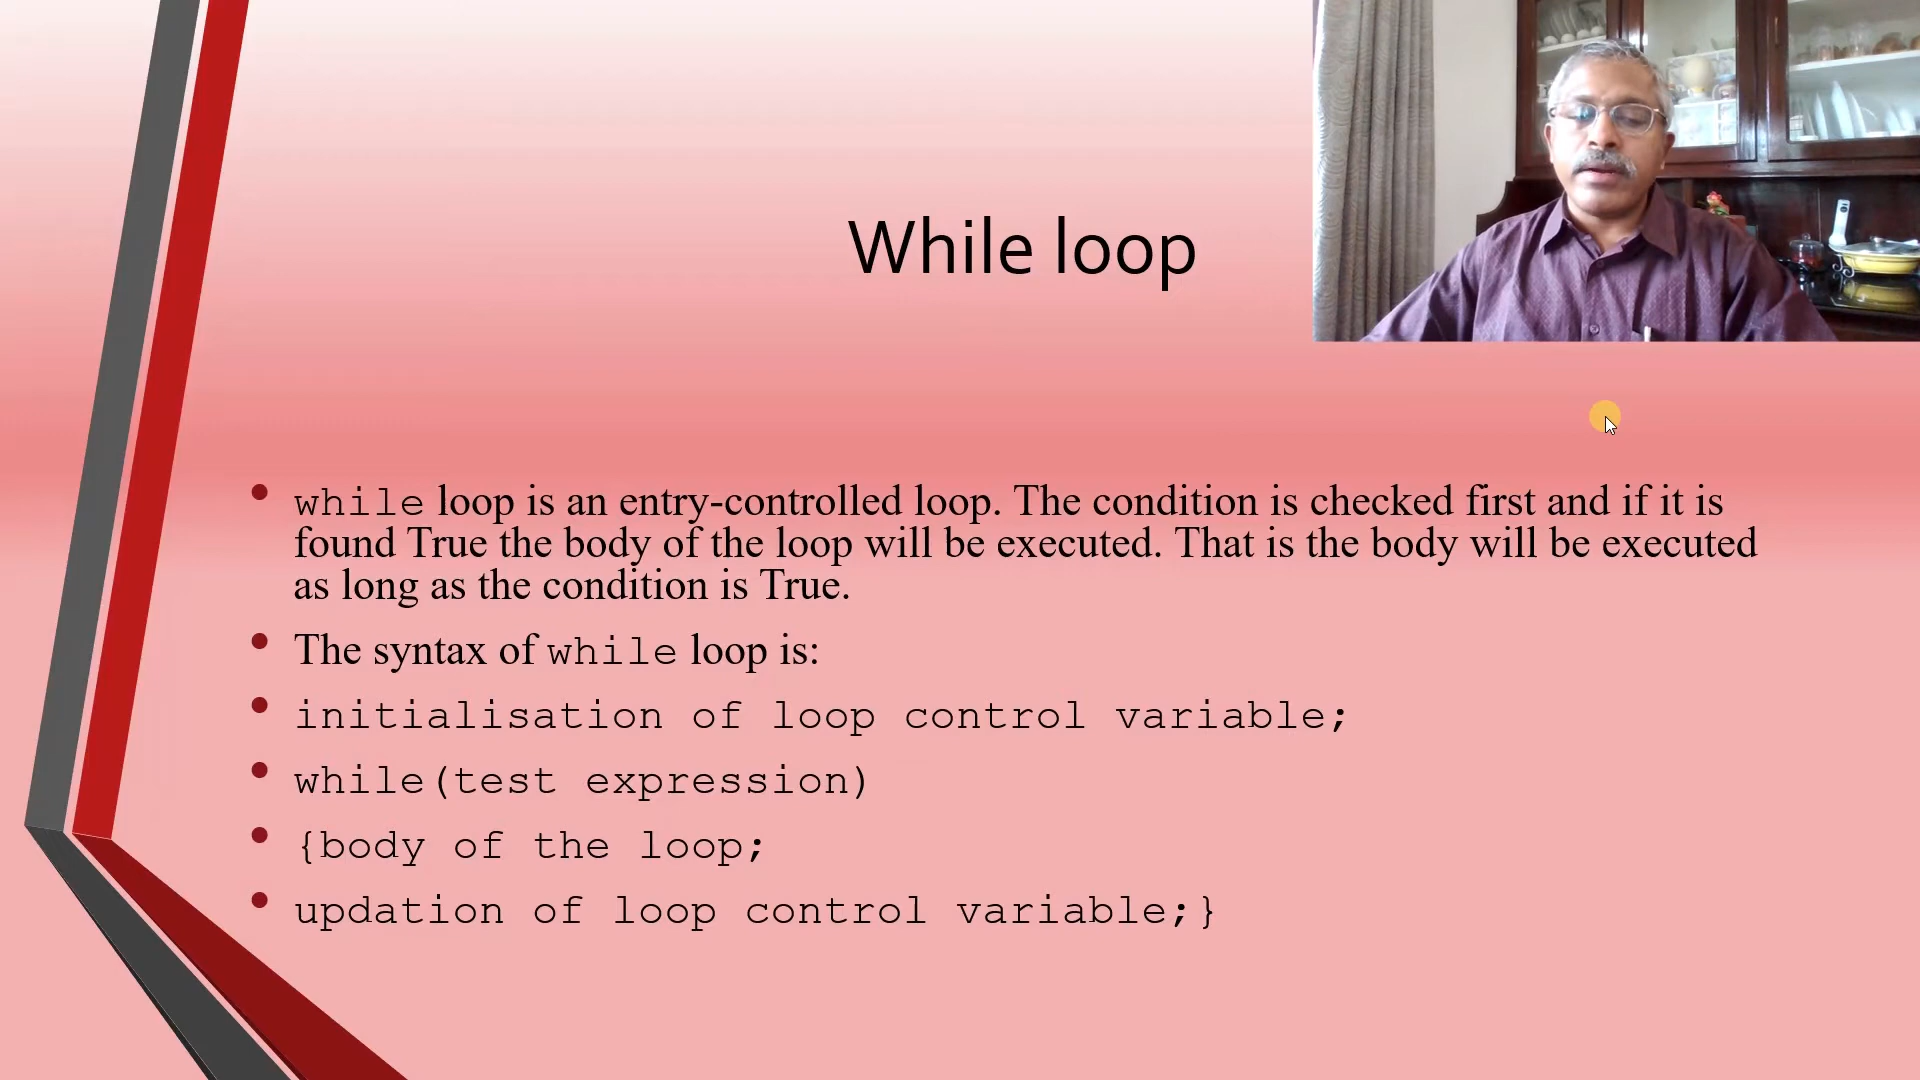 While loop
while loop is an entry-controlled loop. The condition is checked first and if it is
found True the body of the loop will be executed. That is the body will be executed
as long as the condition is True.
The syntax of while loop is:
initialisation of loop control variable;
while(test expression)
{body of the loop;
updation of loop control variable;}